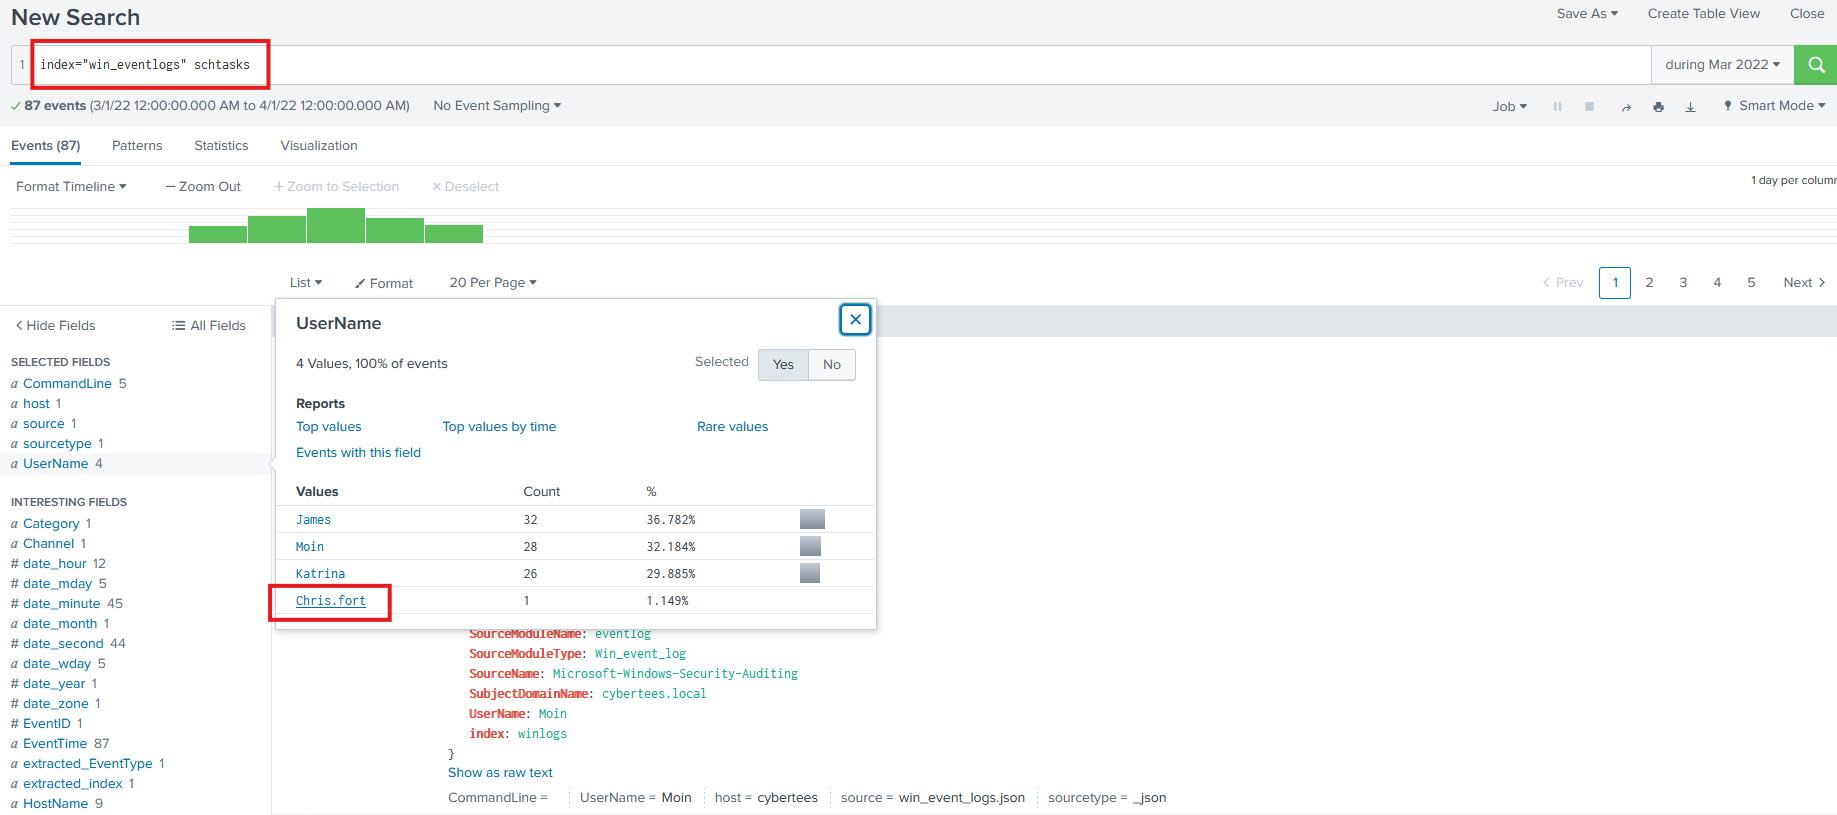 New Search
Save As ▾ Create Table View Close
1 index="win_eventlogs" schtasks
during Mar 2022 ▾
✓ 87 events (3/1/22 12:00:00.000 AM to 4/1/22 12:00:00.000 AM) No Event Sampling ▾
Job ▾ Smart Mode ▾
Events (87) Patterns Statistics Visualization
Format Timeline ▾ — Zoom Out + Zoom to Selection × Deselect
1 day per colum
List ▾ Format 20 Per Page ▾
< Prev 1 2 3 4 5 Next >
< Hide Fields All Fields
SELECTED FIELDS
a CommandLine 5
a host 1
a source 1
a sourcetype 1
a UserName 4
INTERESTING FIELDS
a Category 1
a Channel 1
# date_hour 12
# date_mday 5
# date_minute 45
a date_month 1
# date_second 44
a date_wday 5
# date_year 1
# date_zone 1
# EventID 1
a EventTime 87
a extracted_EventType 1
a extracted_index 1
a HostName 9
UserName
4 Values, 100% of events
Selected Yes No
Reports
Top values Top values by time Rare values
Events with this field
Values Count %
James 32 36.782%
Moin 28 32.184%
Katrina 26 29.885%
Chris.fort 1 1.149%
SourceModuleName: eventlog
SourceModuleType: Win_event_log
SourceName: Microsoft-Windows-Security-Auditing
SubjectDomainName: cybertees.local
UserName: Moin
index: winlogs
}
Show as raw text
CommandLine = UserName = Moin host = cybertees source = win_event_logs.json sourcetype = _json